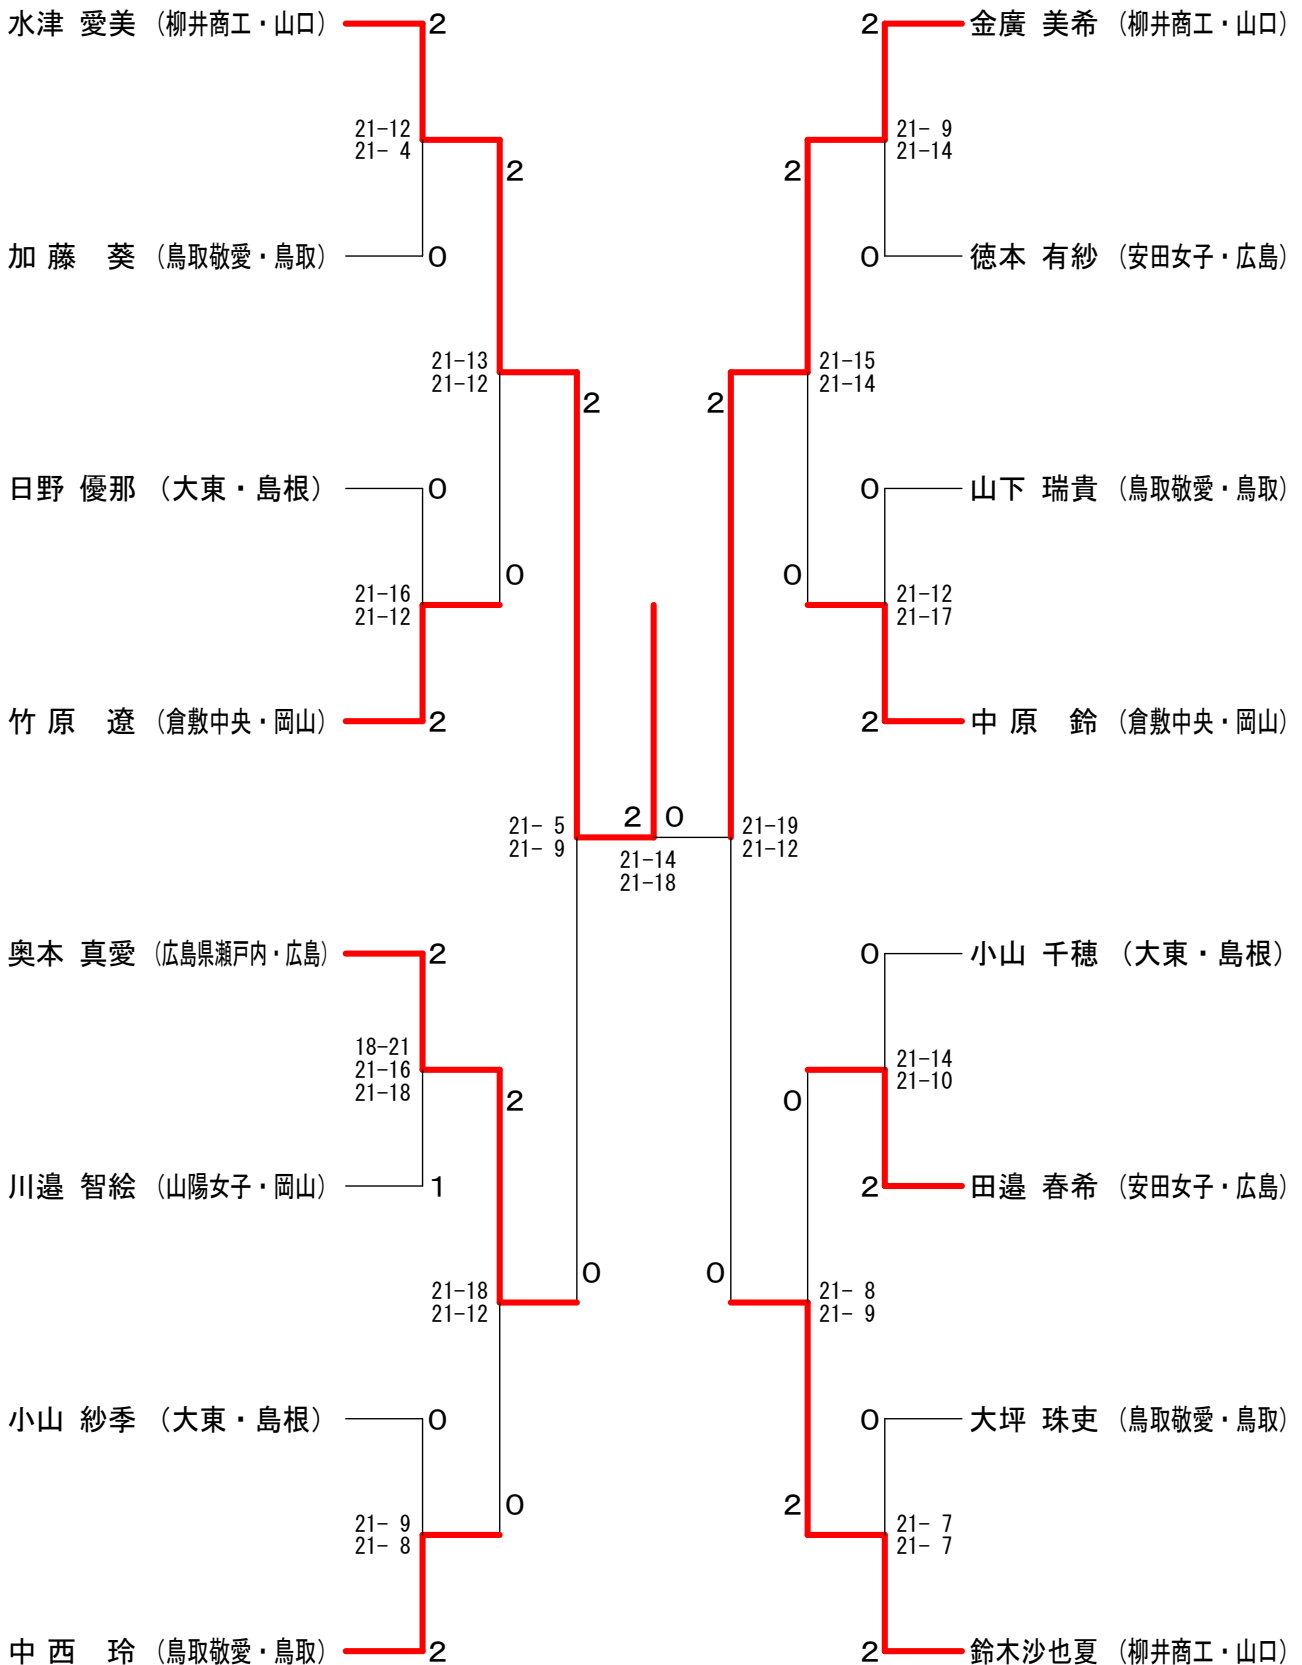 水津 愛美 (柳井商工・山口) 2
2 金廣 美希 (柳井商工・山口)
21-12
21- 4
21- 9
21-14
2
2
加 藤 葵 (鳥取敬愛・鳥取) 0
0 徳本 有紗 (安田女子・広島)
21-13
21-12
21-15
21-14
2
2
日野 優那 (大東・島根) 0
0 山下 瑞貴 (鳥取敬愛・鳥取)
0
0
21-16
21-12
21-12
21-17
竹 原 遼 (倉敷中央・岡山) 2
2 中 原 鈴 (倉敷中央・岡山)
2 0
21- 5
21- 9
21-14
21-18
21-19
21-12
奥本 真愛 (広島県瀬戸内・広島) 2
0 小山 千穂 (大東・島根)
18-21
21-16
21-18
21-14
21-10
2
0
川邉 智絵 (山陽女子・岡山) 1
2 田邉 春希 (安田女子・広島)
0
0
21-18
21-12
21- 8
21- 9
小山 紗季 (大東・島根) 0
0 大坪 珠吏 (鳥取敬愛・鳥取)
0
2
21- 9
21- 8
21- 7
21- 7
中 西 玲 (鳥取敬愛・鳥取) 2
2 鈴木沙也夏 (柳井商工・山口)